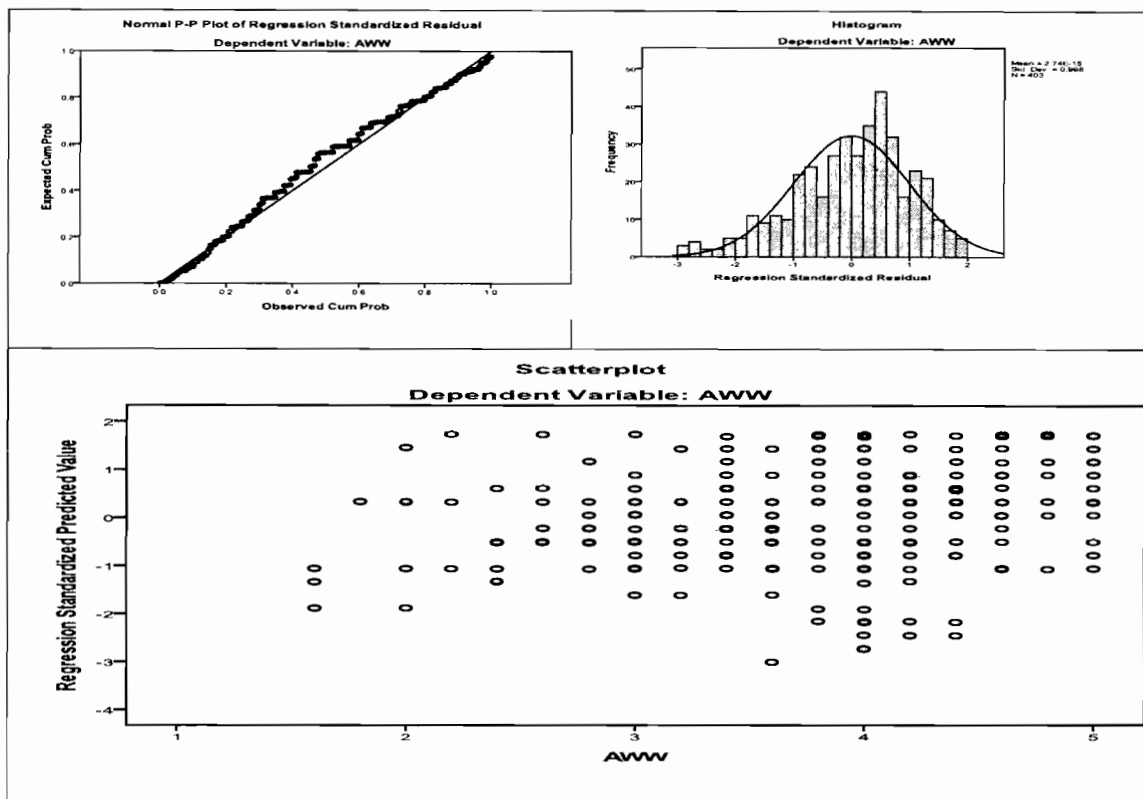 Normal P-P Plot of Regression Standardized Residual
Dependent Variable: AWW
1.0
0.8
0.6
0.4
0.2
0.0
Expected Cum Prob
0.0 0.2 0.4 0.6 0.8 1.0
Observed Cum Prob
Histogram
Dependent Variable: AWW
Mean = 2.74E-15
Std. Dev. = 0.998
N = 403
50
40
30
20
10
0
Frequency
-3 -2 -1 0 1 2
Regression Standardized Residual
Scatterplot
Dependent Variable: AWW
2
1
0
-1
-2
-3
-4
Regression Standardized Predicted Value
1 2 3 4 5
AWW